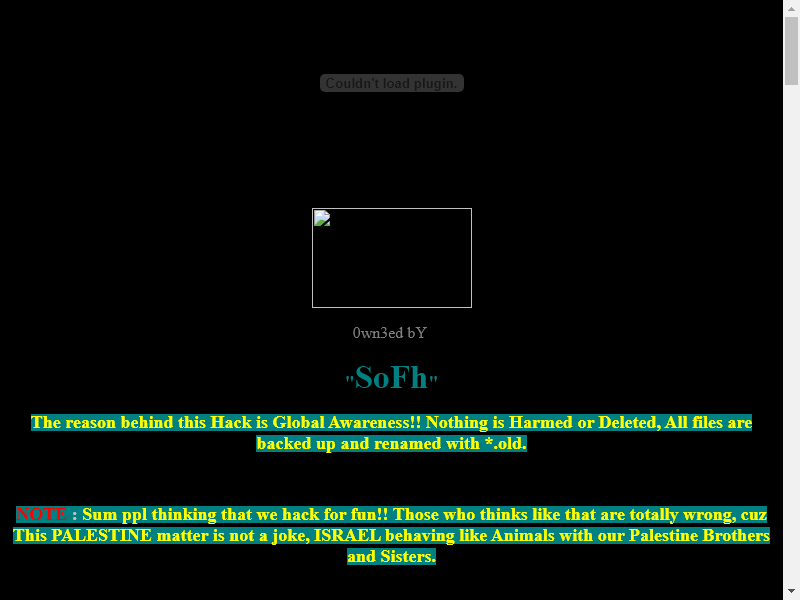 Couldn't load plugin.
0wn3ed bY
"SoFh"
The reason behind this Hack is Global Awareness!! Nothing is Harmed or Deleted, All files are
backed up and renamed with *.old.
NOTE : Sum ppl thinking that we hack for fun!! Those who thinks like that are totally wrong, cuz
This PALESTINE matter is not a joke, ISRAEL behaving like Animals with our Palestine Brothers
and Sisters.